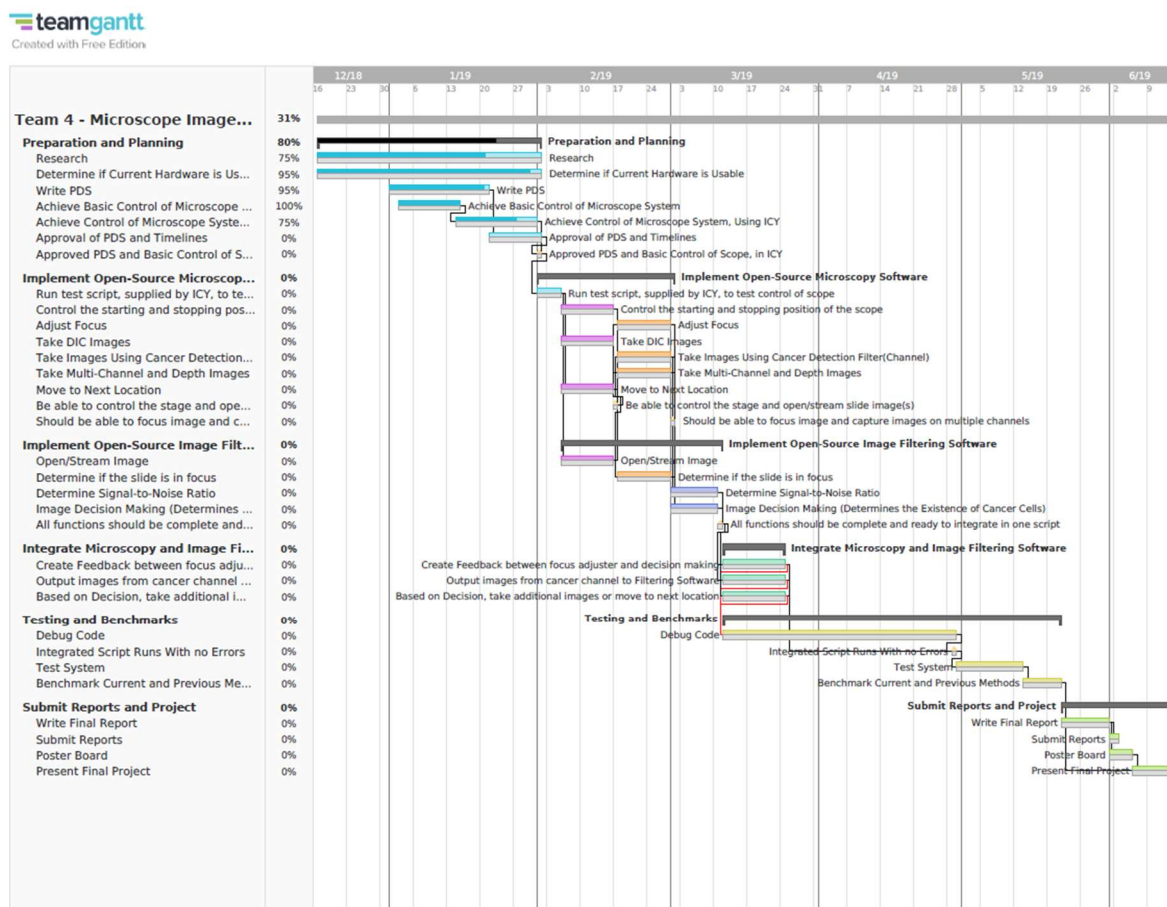 teamgantt
Created with Free Edition
12/18 1/19 2/19 3/19 4/19 5/19 6/19
16 23 30 6 13 20 27 3 10 17 24 3 10 17 24 31 7 14 21 28 5 12 19 26 2 9
Team 4 - Microscope Image... 31%
Preparation and Planning 80% Preparation and Planning
Research 75% Research
Determine if Current Hardware is Us... 95% Determine if Current Hardware is Usable
Write PDS 95% Write PDS
Achieve Basic Control of Microscope ... 100% Achieve Basic Control of Microscope System
Achieve Control of Microscope Syste... 75% Achieve Control of Microscope System, Using ICY
Approval of PDS and Timelines 0% Approval of PDS and Timelines
Approved PDS and Basic Control of S... 0% Approved PDS and Basic Control of Scope, in ICY
Implement Open-Source Microscop... 0% Implement Open-Source Microscopy Software
Run test script, supplied by ICY, to te... 0% Run test script, supplied by ICY, to test control of scope
Control the starting and stopping pos... 0% Control the starting and stopping position of the scope
Adjust Focus 0% Adjust Focus
Take DIC Images 0% Take DIC Images
Take Images Using Cancer Detection... 0% Take Images Using Cancer Detection Filter(Channel)
Take Multi-Channel and Depth Images 0% Take Multi-Channel and Depth Images
Move to Next Location 0% Move to Next Location
Be able to control the stage and ope... 0% Be able to control the stage and open/stream slide image(s)
Should be able to focus image and c... 0% Should be able to focus image and capture images on multiple channels
Implement Open-Source Image Filt... 0% Implement Open-Source Image Filtering Software
Open/Stream Image 0% Open/Stream Image
Determine if the slide is in focus 0% Determine if the slide is in focus
Determine Signal-to-Noise Ratio 0% Determine Signal-to-Noise Ratio
Image Decision Making (Determines ... 0% Image Decision Making (Determines the Existence of Cancer Cells)
All functions should be complete and... 0% All functions should be complete and ready to integrate in one script
Integrate Microscopy and Image Fi... 0% Integrate Microscopy and Image Filtering Software
Create Feedback between focus adju... 0% Create Feedback between focus adjuster and decision making
Output images from cancer channel ... 0% Output images from cancer channel to Filtering Software
Based on Decision, take additional i... 0% Based on Decision, take additional images or move to next location
Testing and Benchmarks 0% Testing and Benchmarks
Debug Code 0% Debug Code
Integrated Script Runs With no Errors 0% Integrated Script Runs With no Errors
Test System 0% Test System
Benchmark Current and Previous Me... 0% Benchmark Current and Previous Methods
Submit Reports and Project 0% Submit Reports and Project
Write Final Report 0% Write Final Report
Submit Reports 0% Submit Reports
Poster Board 0% Poster Board
Present Final Project 0% Present Final Project